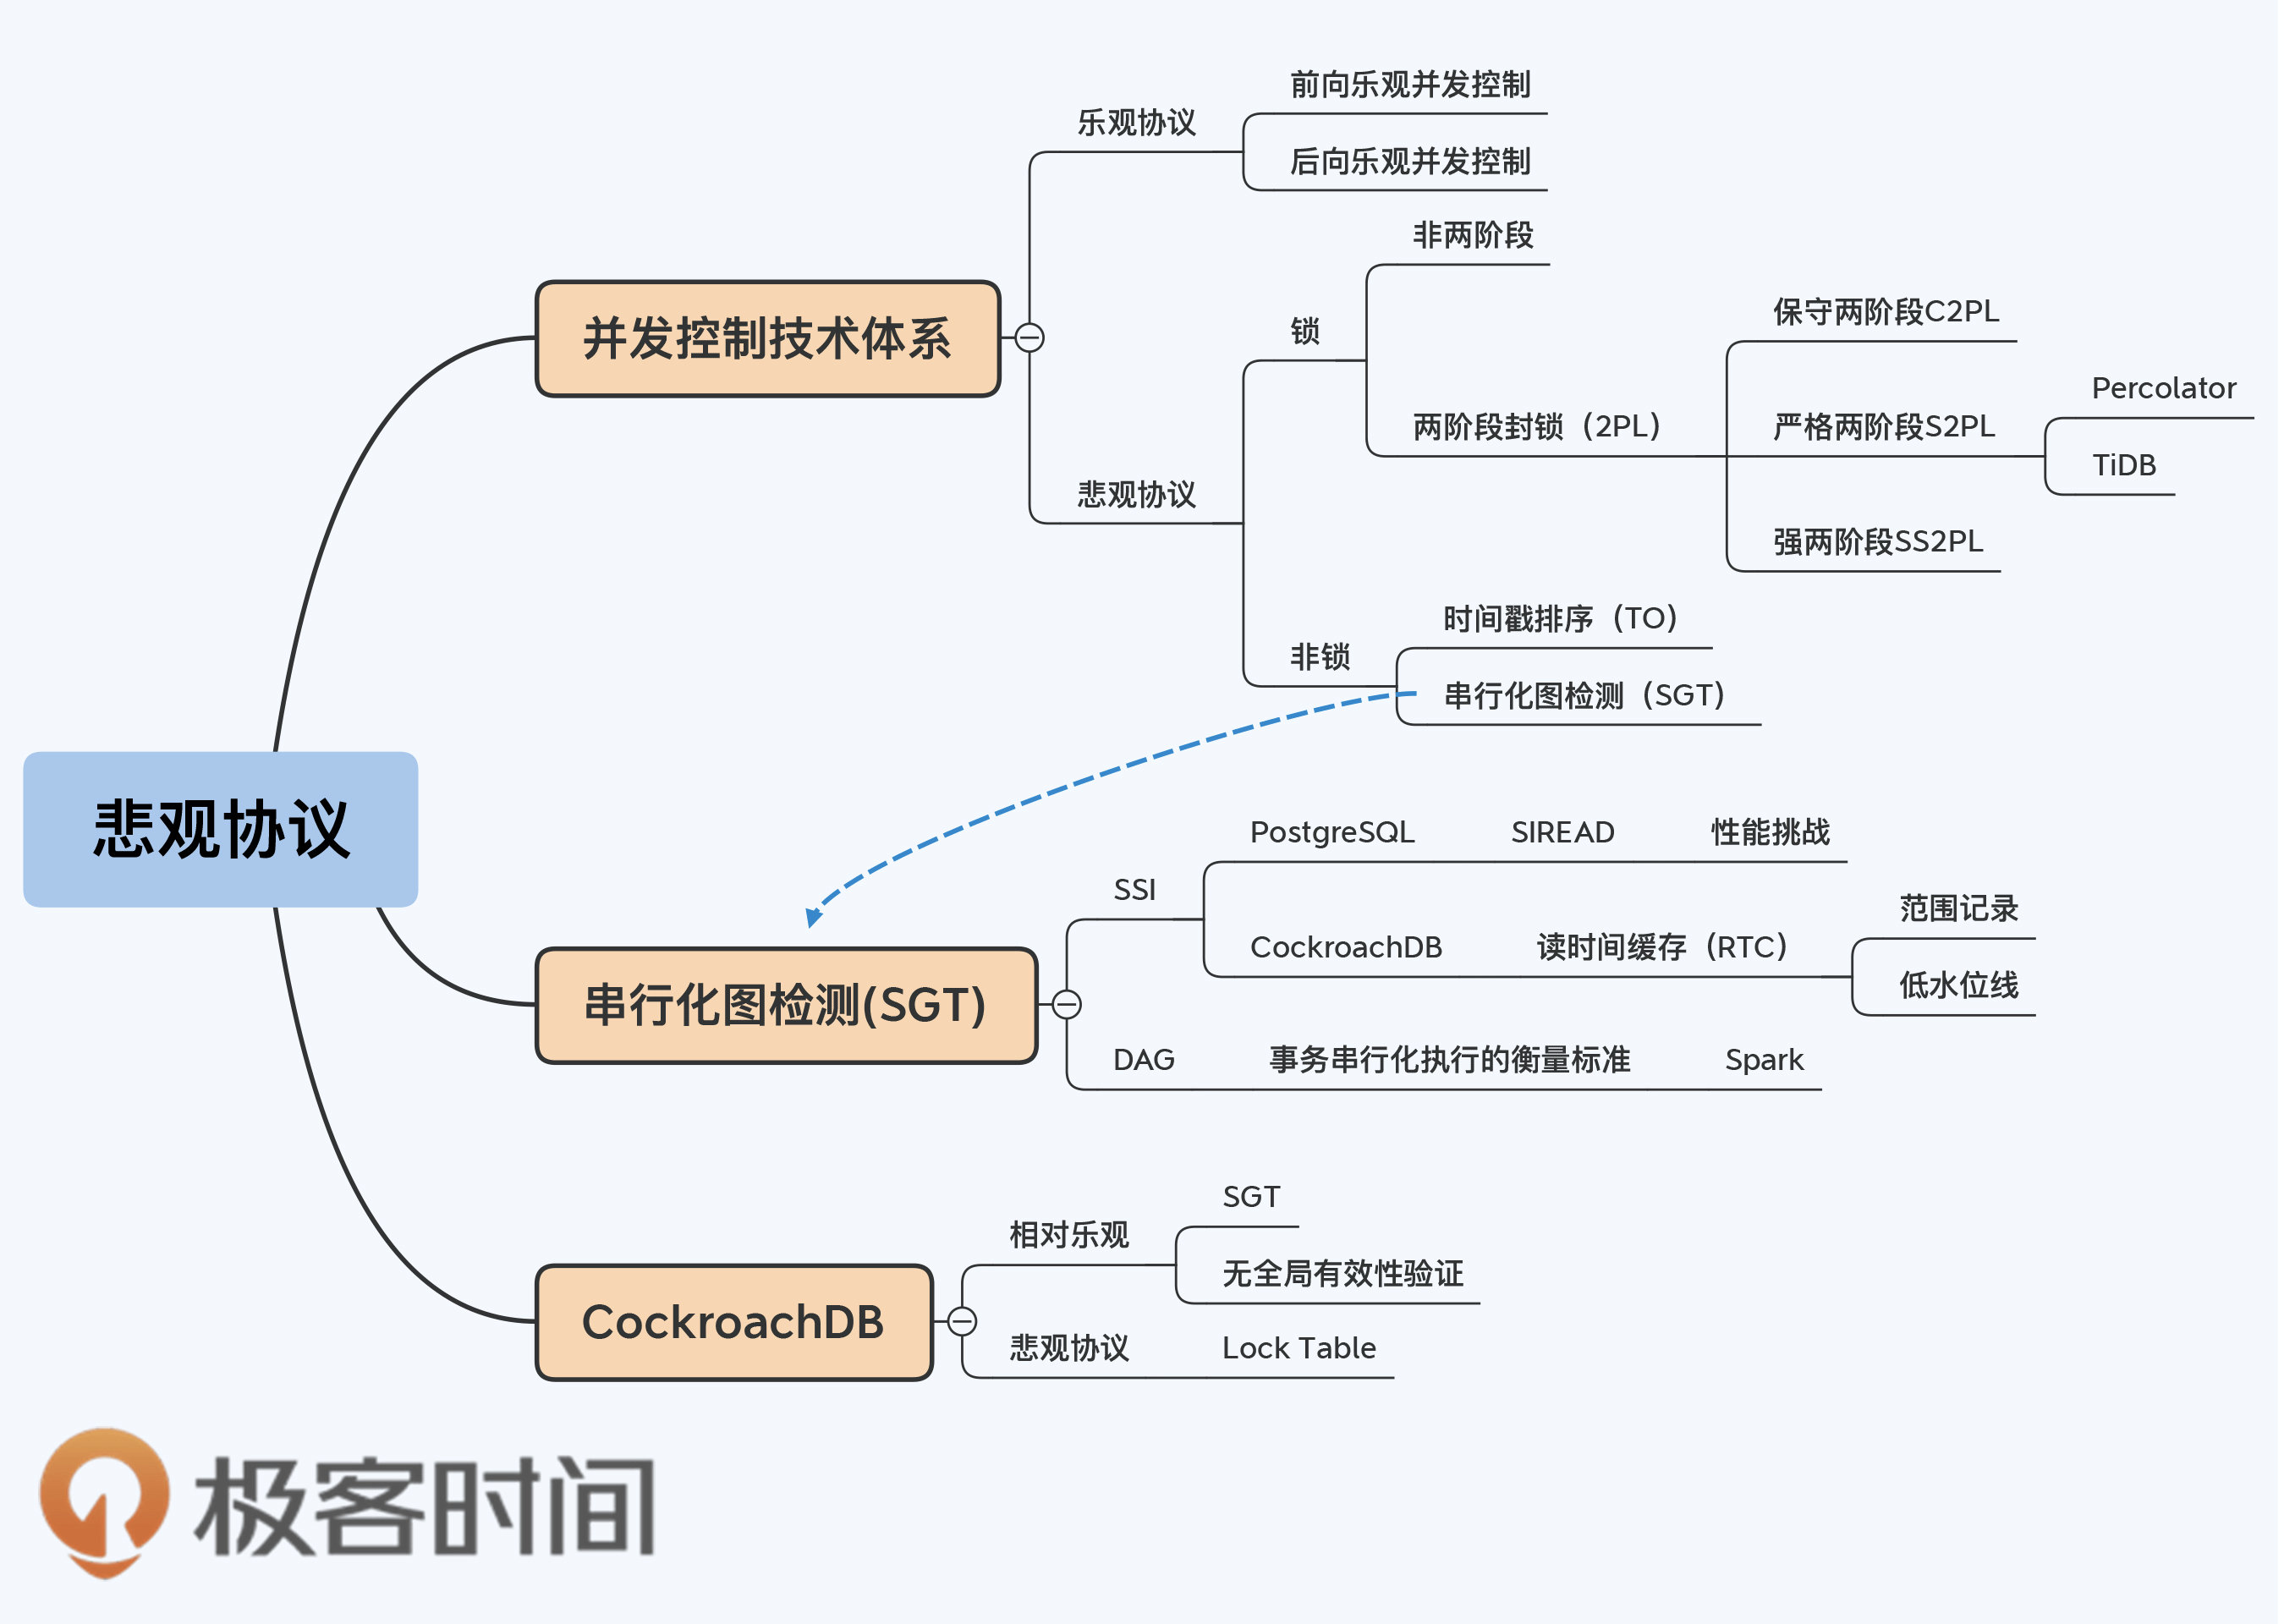 前向乐观并发控制
乐观协议
后向乐观并发控制
非两阶段
保守两阶段C2PL
并发控制技术体系
锁
Percolator
两阶段封锁（2PL）
严格两阶段S2PL
TiDB
悲观协议
强两阶段SS2PL
时间戳排序（TO）
非锁
串行化图检测（SGT）
悲观协议
PostgreSQL SIREAD 性能挑战
SSI
范围记录
CockroachDB 读时间缓存（RTC）
低水位线
串行化图检测(SGT)
DAG 事务串行化执行的衡量标准 Spark
SGT
相对乐观
无全局有效性验证
CockroachDB
悲观协议 Lock Table
极客时间